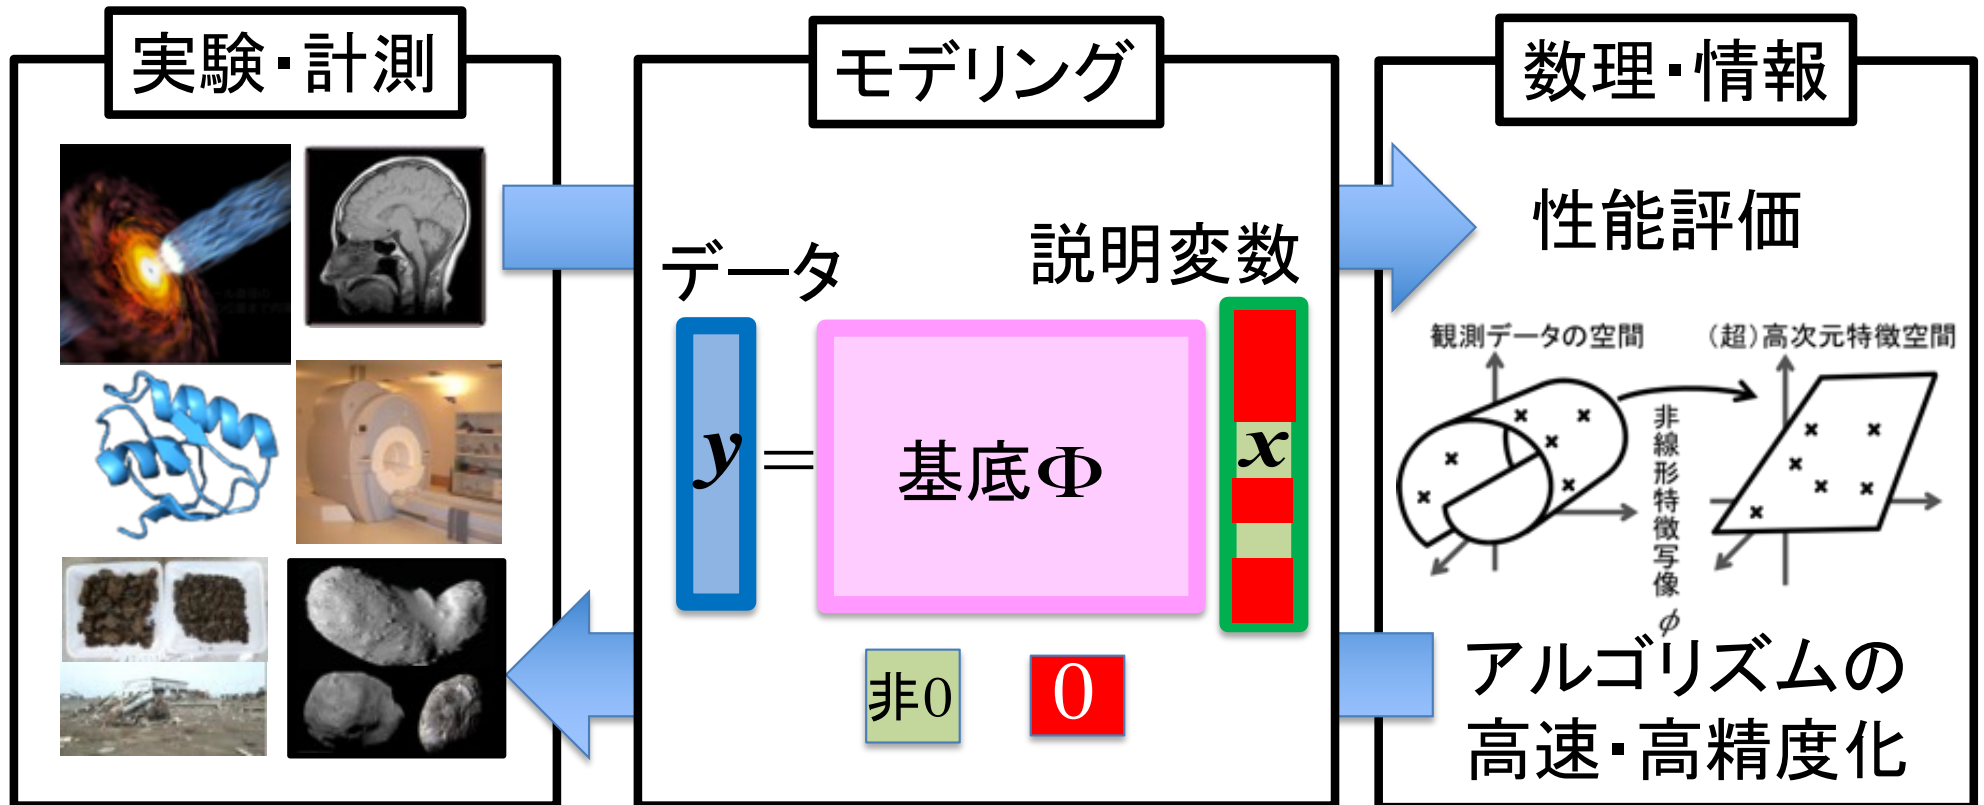 実験・計測
モデリング
データ
説明変数
y
=
基底Φ
x
非0
0
数理・情報
性能評価
観測データの空間
(超)高次元特徴空間
非線形特徴写像 φ
アルゴリズムの
高速・高精度化